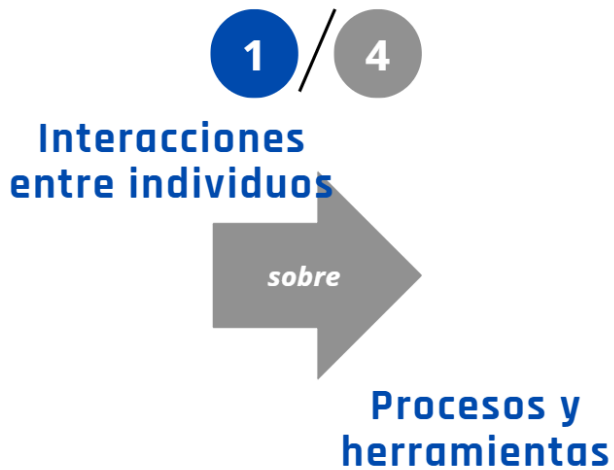 1 / 4
Interacciones
entre individuos
sobre
Procesos y
herramientas